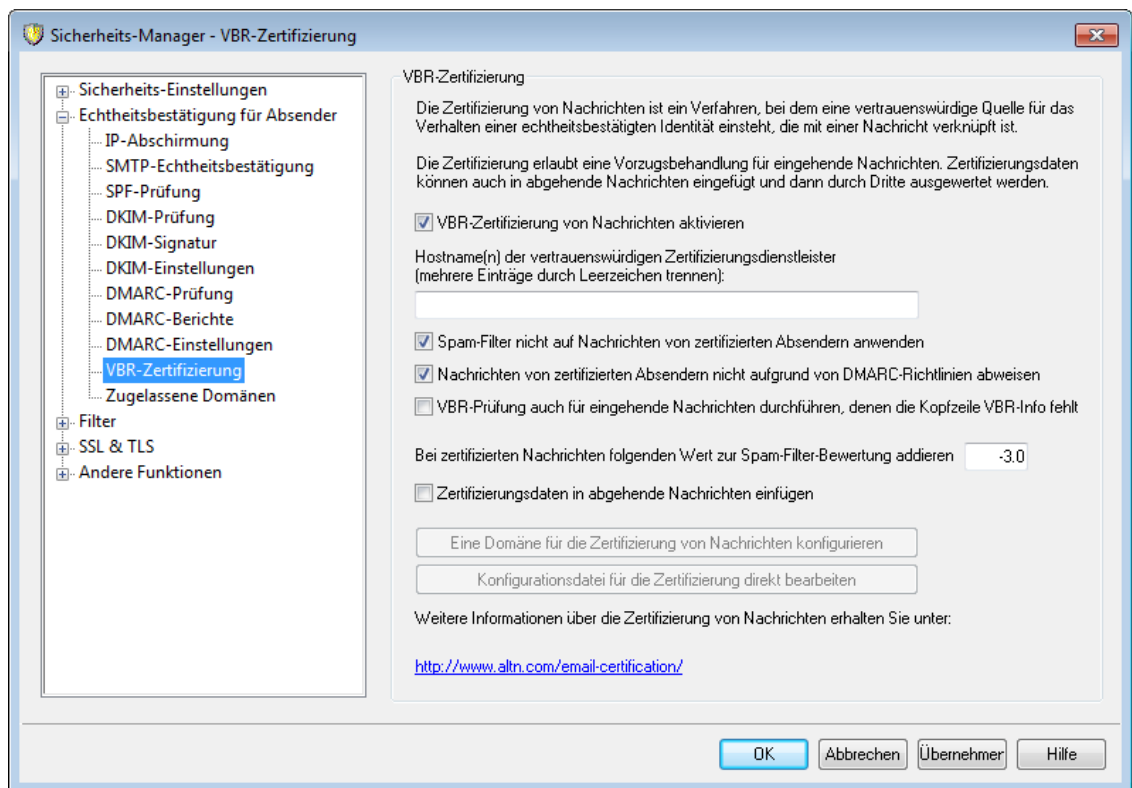 Sicherheits-Manager - VBR-Zertifizierung
Sicherheits-Einstellungen
Echtheitsbestätigung für Absender
IP-Abschirmung
SMTP-Echtheitsbestätigung
SPF-Prüfung
DKIM-Prüfung
DKIM-Signatur
DKIM-Einstellungen
DMARC-Prüfung
DMARC-Berichte
DMARC-Einstellungen
VBR-Zertifizierung
Zugelassene Domänen
Filter
SSL & TLS
Andere Funktionen
VBR-Zertifizierung
Die Zertifizierung von Nachrichten ist ein Verfahren, bei dem eine vertrauenswürdige Quelle für das
Verhalten einer echtheitsbestätigten Identität einsteht, die mit einer Nachricht verknüpft ist.
Die Zertifizierung erlaubt eine Vorzugsbehandlung für eingehende Nachrichten. Zertifizierungsdaten
können auch in abgehende Nachrichten eingefügt und dann durch Dritte ausgewertet werden.
VBR-Zertifizierung von Nachrichten aktivieren
Hostname(n) der vertrauenswürdigen Zertifizierungsdienstleister
(mehrere Einträge durch Leerzeichen trennen):
Spam-Filter nicht auf Nachrichten von zertifizierten Absendern anwenden
Nachrichten von zertifizierten Absendern nicht aufgrund von DMARC-Richtlinien abweisen
VBR-Prüfung auch für eingehende Nachrichten durchführen, denen die Kopfzeile VBR-Info fehlt
Bei zertifizierten Nachrichten folgenden Wert zur Spam-Filter-Bewertung addieren -3.0
Zertifizierungsdaten in abgehende Nachrichten einfügen
Eine Domäne für die Zertifizierung von Nachrichten konfigurieren
Konfigurationsdatei für die Zertifizierung direkt bearbeiten
Weitere Informationen über die Zertifizierung von Nachrichten erhalten Sie unter:
http://www.altn.com/email-certification/
OK Abbrechen Übernehmer Hilfe